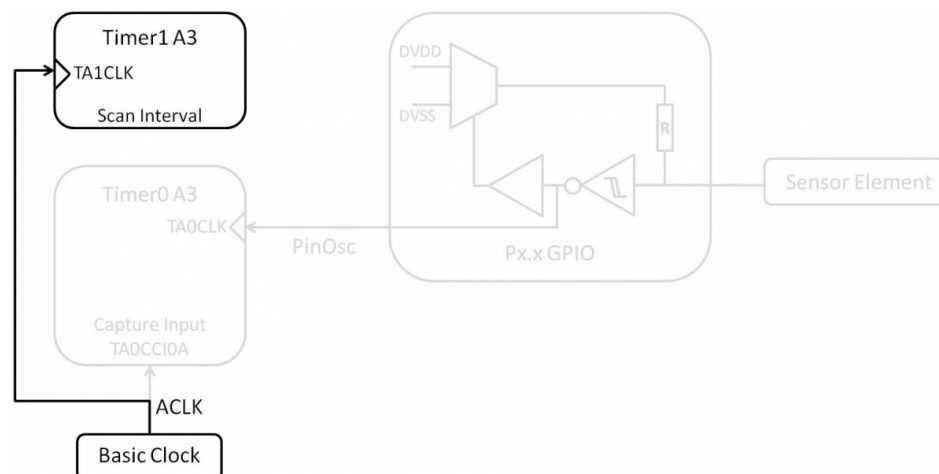 Timer1 A3
TA1CLK
Scan Interval
DVDD
DVSS
R
Sensor Element
Timer0 A3
TA0CLK
PinOsc
Px.x GPIO
Capture Input
TA0CCI0A
ACLK
Basic Clock